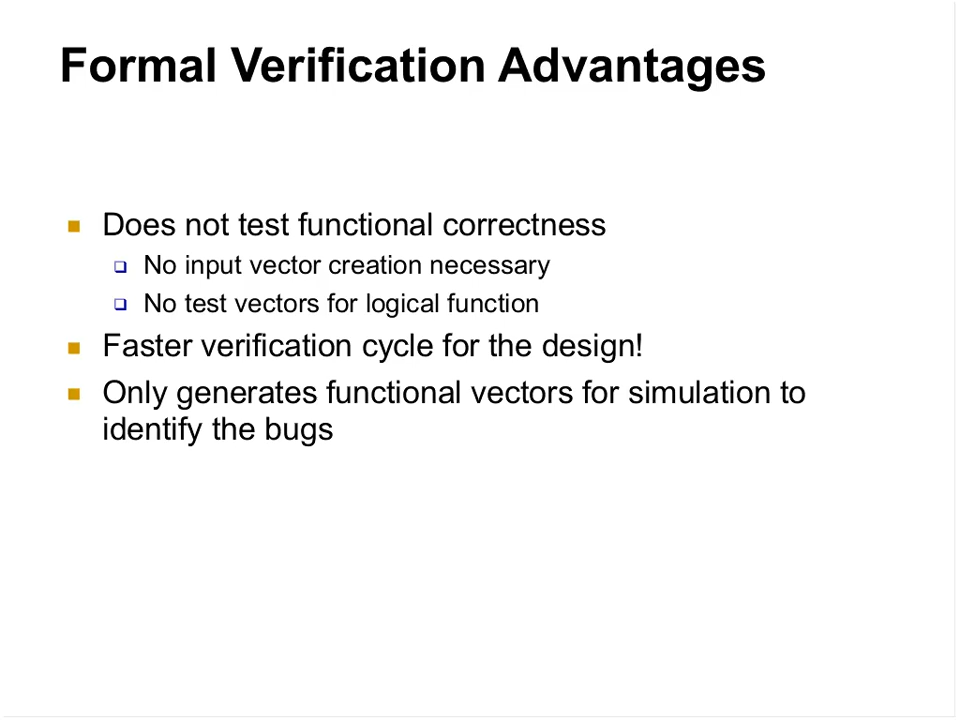 Formal Verification Advantages
Does not test functional correctness
No input vector creation necessary
No test vectors for logical function
Faster verification cycle for the design!
Only generates functional vectors for simulation to
identify the bugs